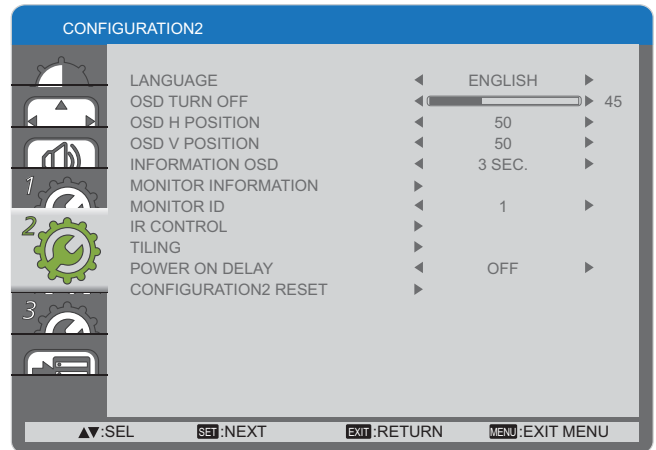 CONFIGURATION2
LANGUAGE ENGLISH
OSD TURN OFF 45
OSD H POSITION 50
OSD V POSITION 50
INFORMATION OSD 3 SEC.
MONITOR INFORMATION
1
MONITOR ID 1
2
IR CONTROL
TILING
POWER ON DELAY OFF
CONFIGURATION2 RESET
3
:SEL SET:NEXT EXIT:RETURN MENU:EXIT MENU